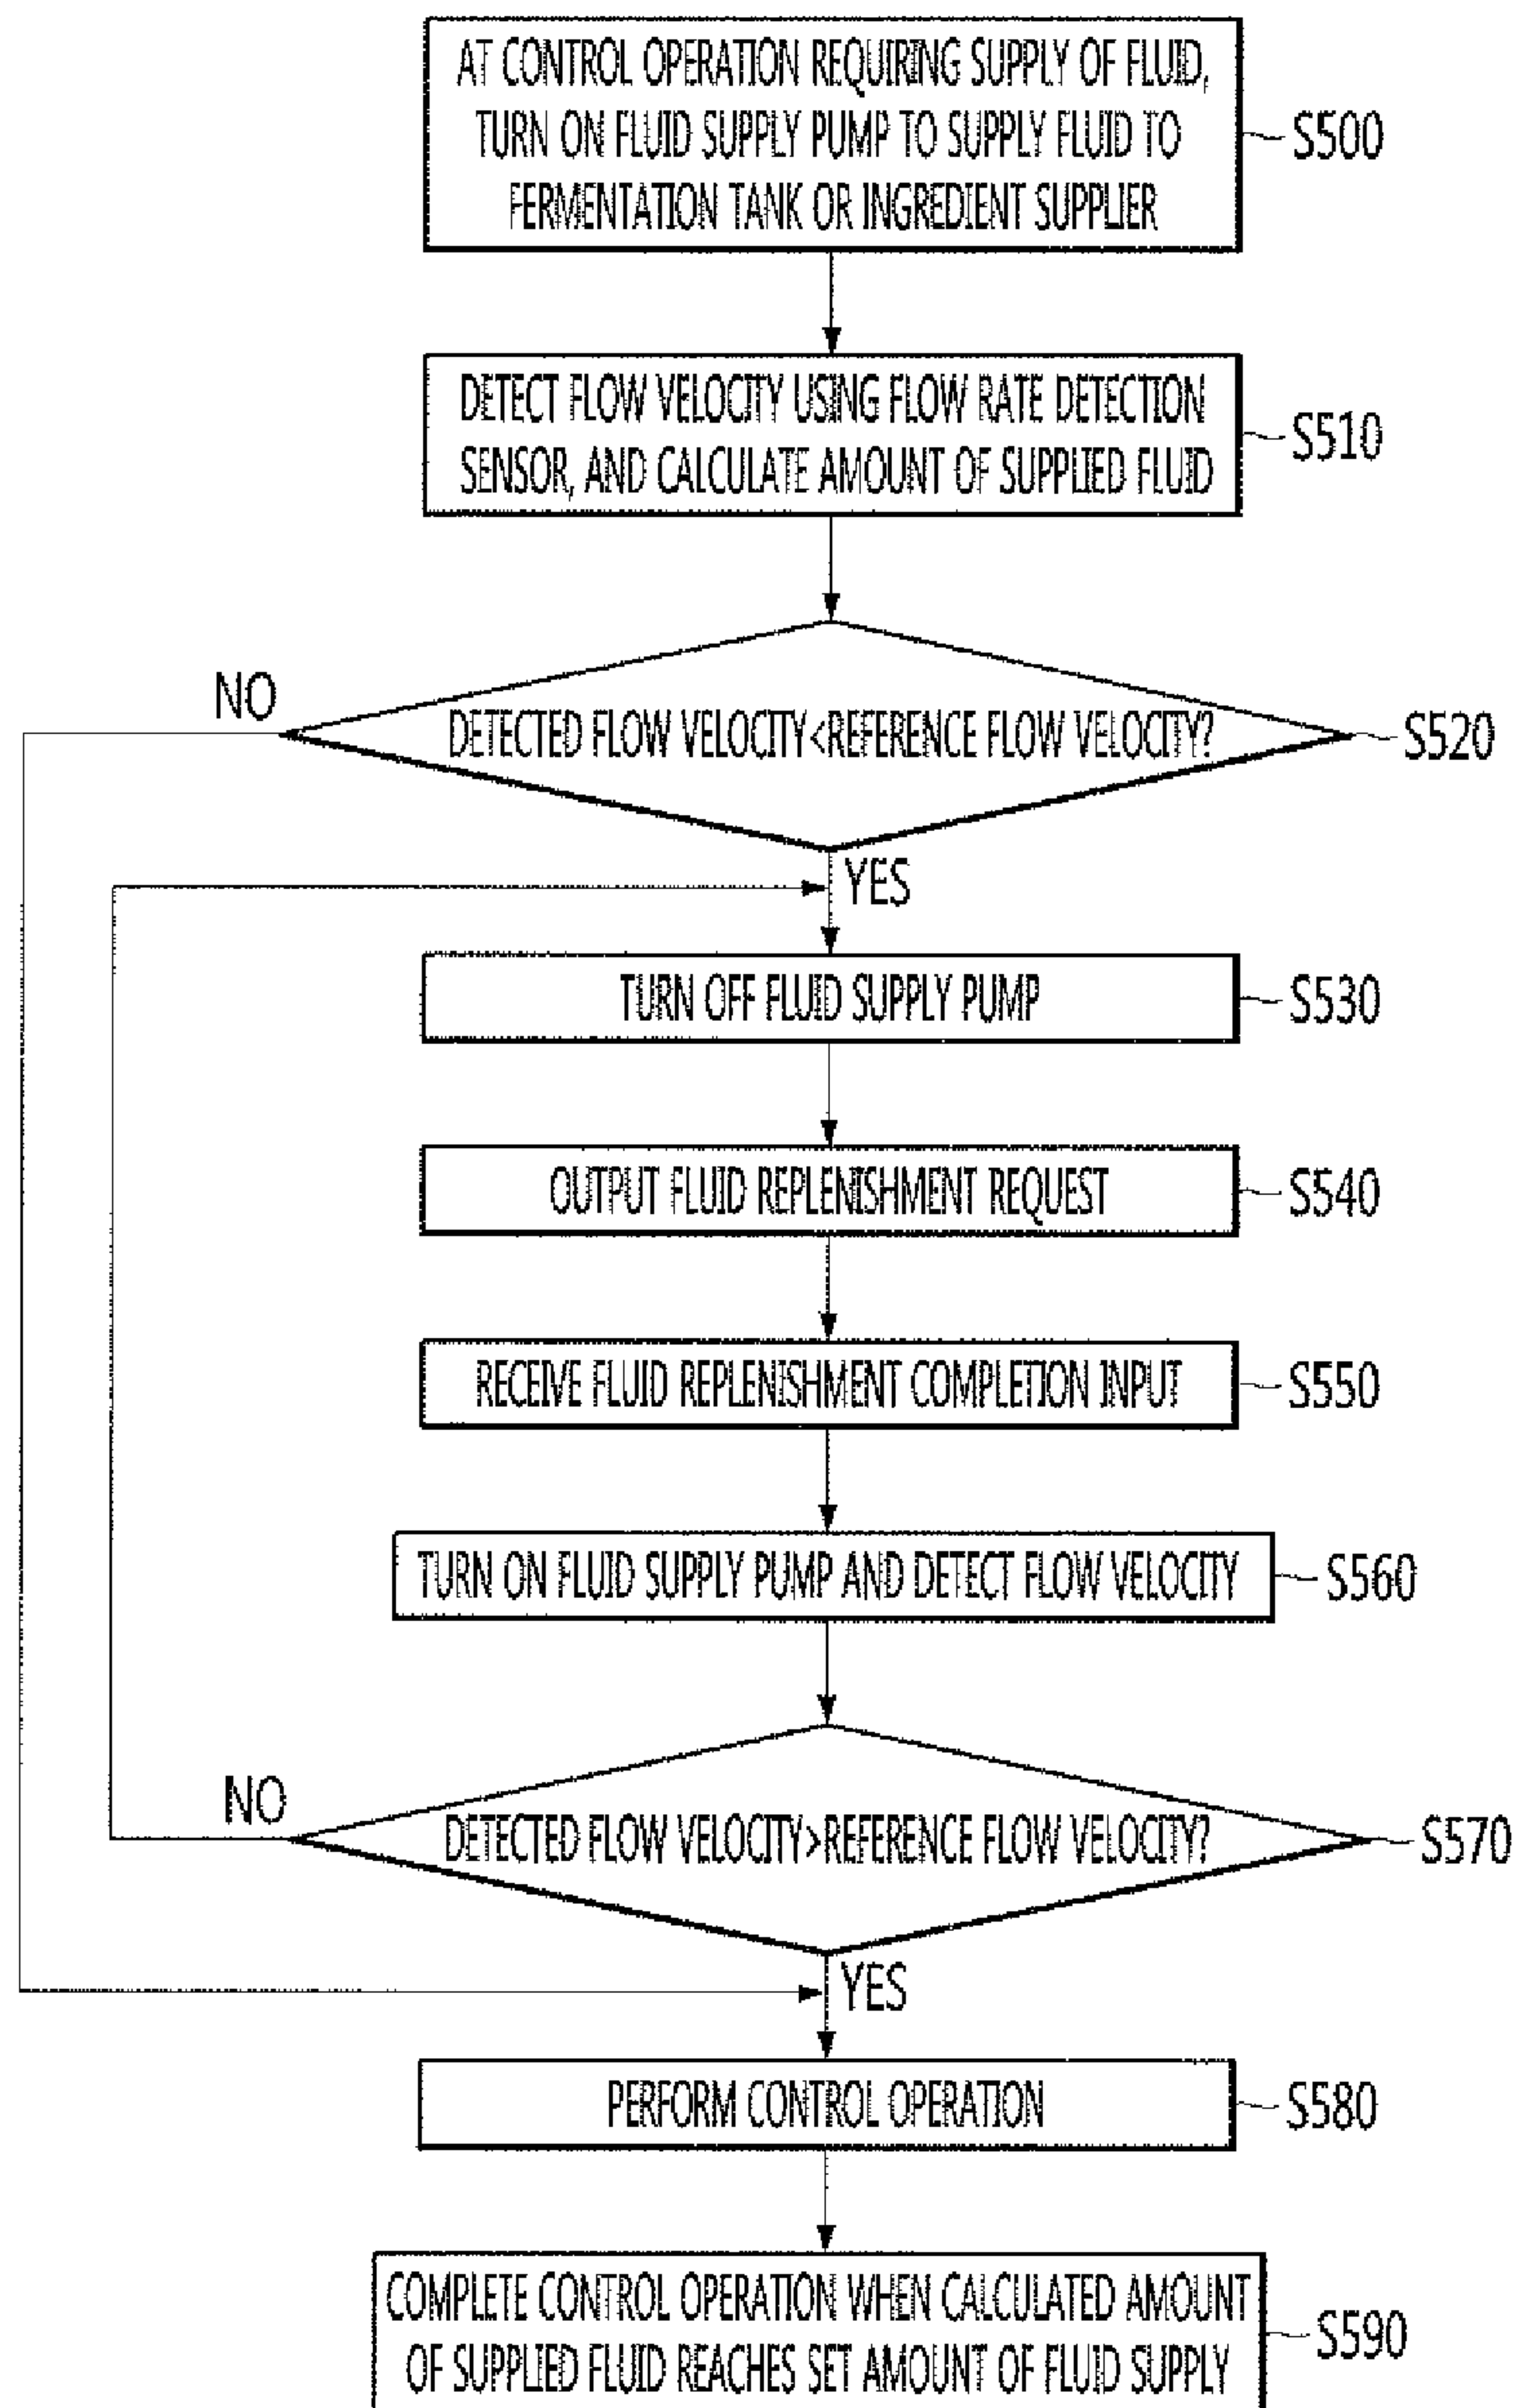 AT CONTROL OPERATION REQUIRING SUPPLY OF FLUID,
TURN ON FLUID SUPPLY PUMP TO SUPPLY FLUID TO
FERMENTATION TANK OR INGREDIENT SUPPLIER
S500
DETECT FLOW VELOCITY USING FLOW RATE DETECTION
SENSOR, AND CALCULATE AMOUNT OF SUPPLIED FLUID
S510
NO
DETECTED FLOW VELOCITY<REFERENCE FLOW VELOCITY?
S520
YES
TURN OFF FLUID SUPPLY PUMP
S530
OUTPUT FLUID REPLENISHMENT REQUEST
S540
RECEIVE FLUID REPLENISHMENT COMPLETION INPUT
S550
TURN ON FLUID SUPPLY PUMP AND DETECT FLOW VELOCITY
S560
NO
DETECTED FLOW VELOCITY>REFERENCE FLOW VELOCITY?
S570
YES
PERFORM CONTROL OPERATION
S580
COMPLETE CONTROL OPERATION WHEN CALCULATED AMOUNT
OF SUPPLIED FLUID REACHES SET AMOUNT OF FLUID SUPPLY
S590